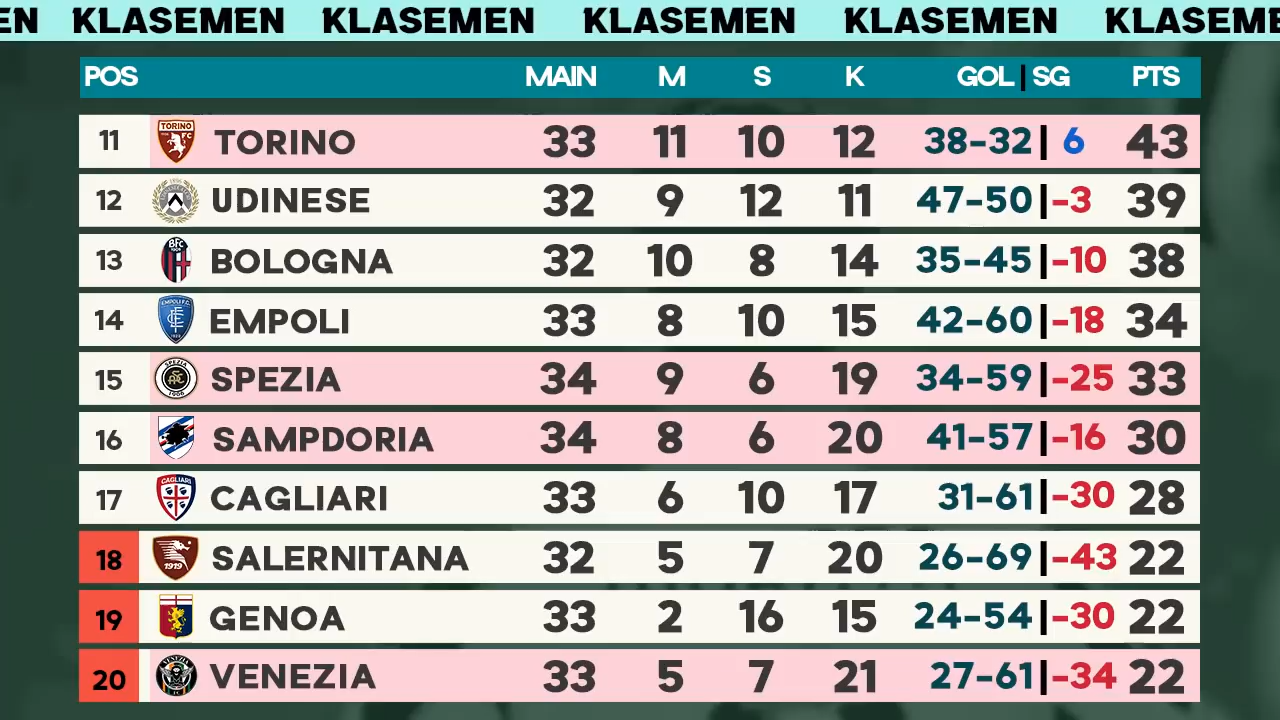 EN KLASEMEN KLASEMEN KLASEMEN KLASEMEN KLASEME
POS MAIN M S K GOL | SG PTS
11 TORINO 33 11 10 12 38-32 | 6 43
12 UDINESE 32 9 12 11 47-50 | -3 39
13 BOLOGNA 32 10 8 14 35-45 | -10 38
14 EMPOLI 33 8 10 15 42-60 | -18 34
15 SPEZIA 34 9 6 19 34-59 | -25 33
16 SAMPDORIA 34 8 6 20 41-57 | -16 30
17 CAGLIARI 33 6 10 17 31-61 | -30 28
18 SALERNITANA 32 5 7 20 26-69 | -43 22
19 GENOA 33 2 16 15 24-54 | -30 22
20 VENEZIA 33 5 7 21 27-61 | -34 22